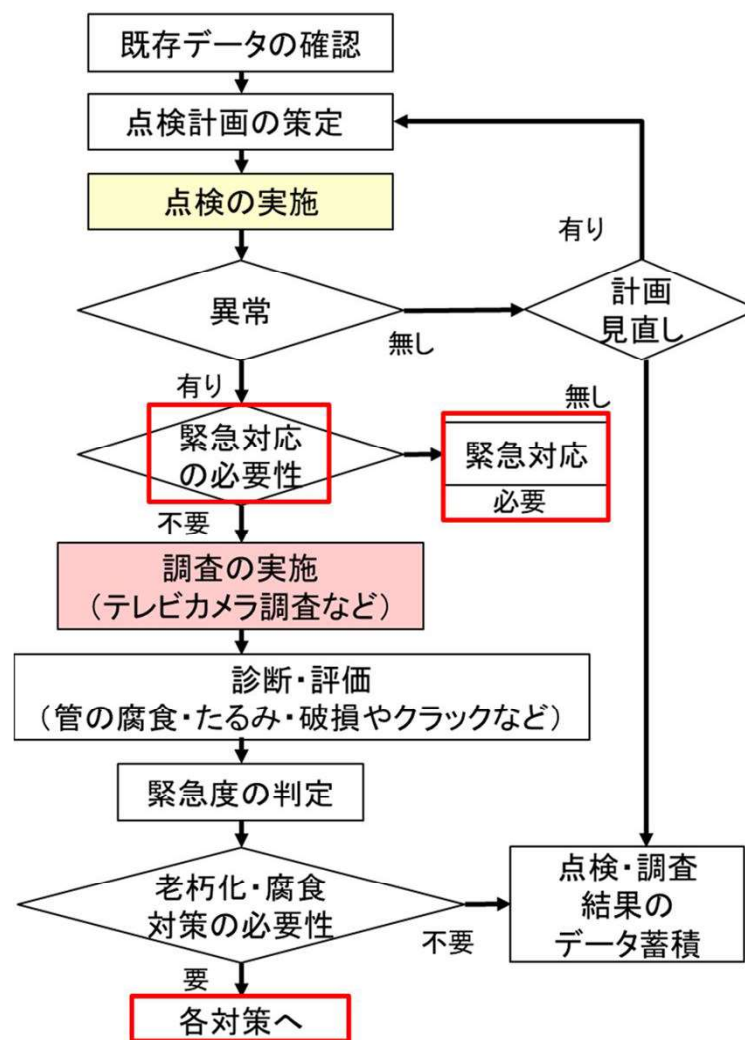 既存データの確認
点検計画の策定
点検の実施
有り
異常
無し
計画
見直し
有り
無し
緊急対応
の必要性
緊急対応
必要
不要
調査の実施
（テレビカメラ調査など）
診断・評価
（管の腐食・たるみ・破損やクラックなど）
緊急度の判定
老朽化・腐食
対策の必要性
不要
点検・調査
結果の
データ蓄積
要
各対策へ